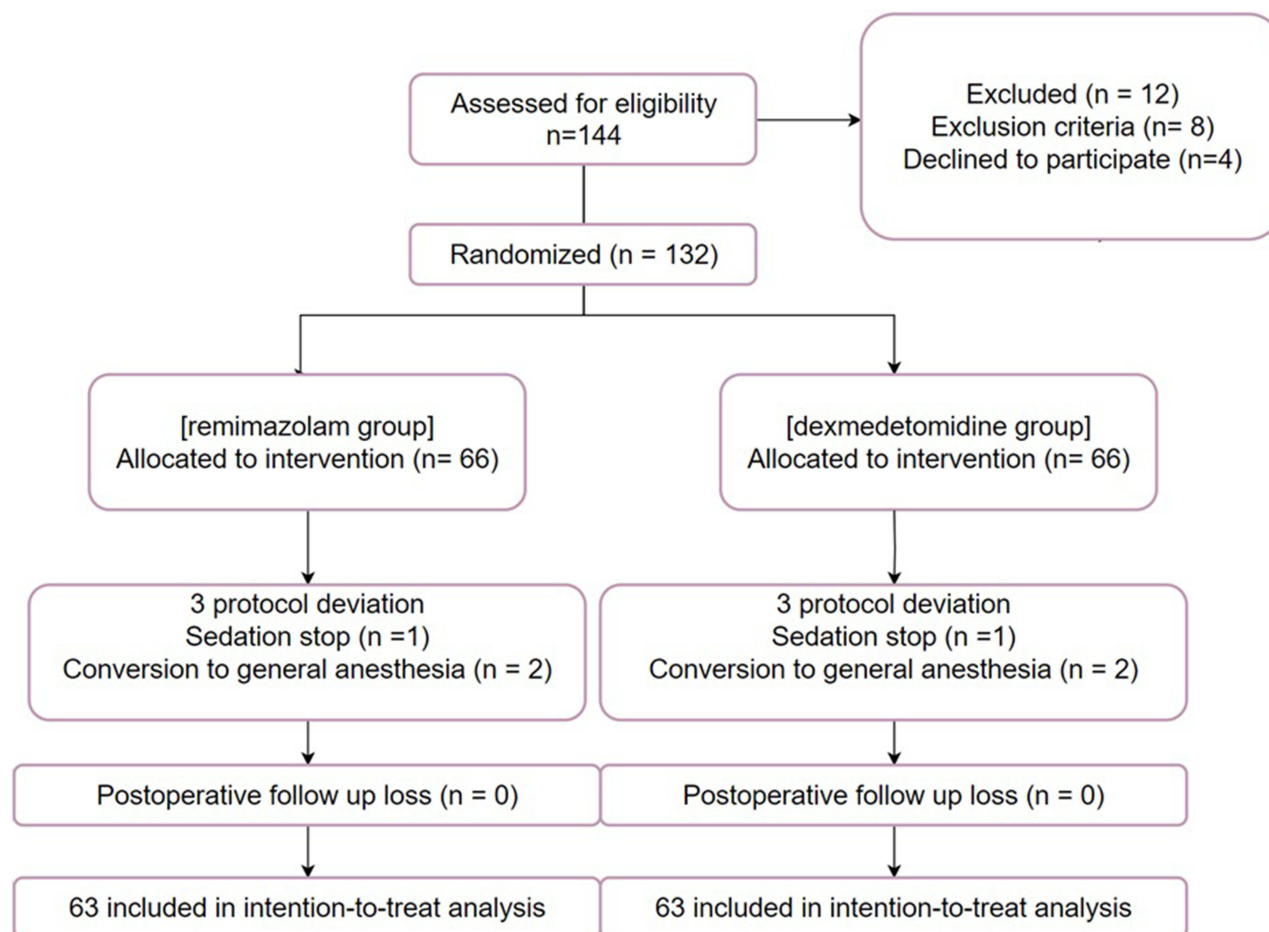 Assessed for eligibility
n=144
Excluded (n = 12)
Exclusion criteria (n= 8)
Declined to participate (n=4)
Randomized (n = 132)
[remimazolam group]
Allocated to intervention (n= 66)
[dexmedetomidine group]
Allocated to intervention (n= 66)
3 protocol deviation
Sedation stop (n =1)
Conversion to general anesthesia (n = 2)
3 protocol deviation
Sedation stop (n =1)
Conversion to general anesthesia (n = 2)
Postoperative follow up loss (n = 0)
Postoperative follow up loss (n = 0)
63 included in intention-to-treat analysis
63 included in intention-to-treat analysis